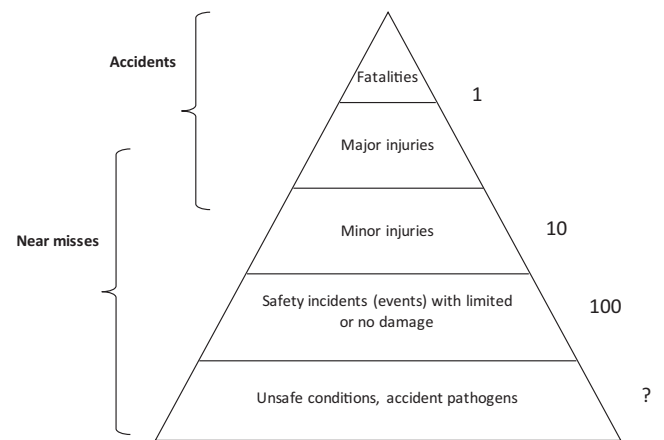 Accidents
Fatalities
1
Major injuries
Near misses
Minor injuries
10
Safety incidents (events) with limited
or no damage
100
Unsafe conditions, accident pathogens
?